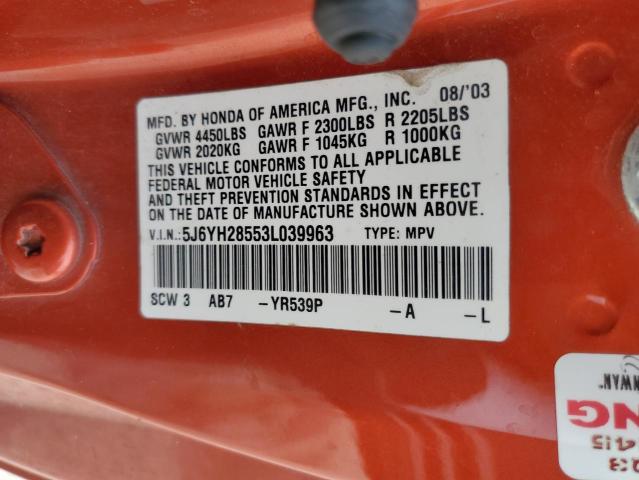 MFD. BY HONDA OF AMERICA MFG., INC. 08/'03
GVWR 4450LBS GAWR F 2300LBS R 2205LBS
GVWR 2020KG GAWR F 1045KG R 1000KG
THIS VEHICLE CONFORMS TO ALL APPLICABLE
FEDERAL MOTOR VEHICLE SAFETY
AND THEFT PREVENTION STANDARDS IN EFFECT
ON THE DATE OF MANUFACTURE SHOWN ABOVE.
V.I.N.:5J6YH28553L039963 TYPE: MPV
SCW 3 AB7 -YR539P -A -L
NG